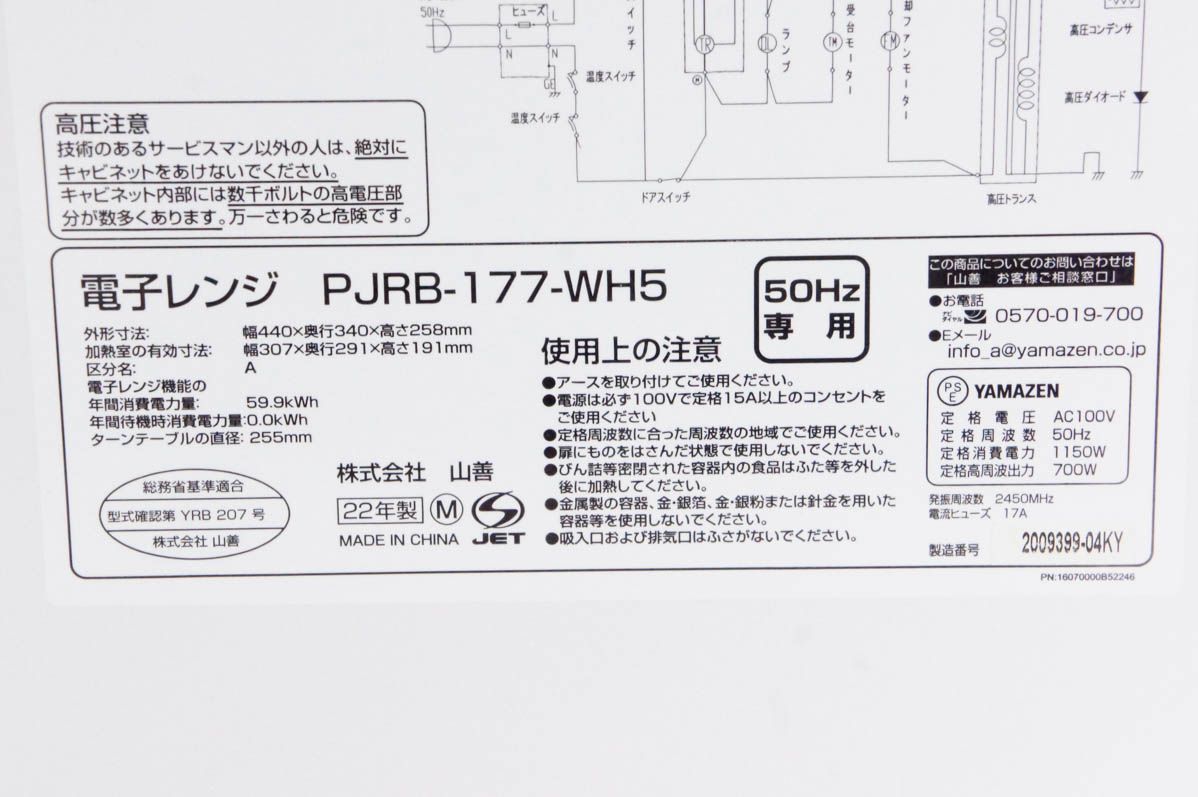 50Hz
ヒューズ
L
L
N
N
GE
温度スイッチ
温度スイッチ
イッチ
TR
DL
ランプ
TM
受台モーター
FM
却ファンモーター
M
ドアスイッチ
高圧トランス
高圧コンデンサ
高圧ダイオード
高圧注意
技術のあるサービスマン以外の人は、絶対に
キャビネットをあけないでください。
キャビネット内部には数千ボルトの高電圧部
分が数多くあります。万一さわると危険です。
電子レンジ PJRB-177-WH5
外形寸法: 幅440×奥行340×高さ258mm
加熱室の有効寸法: 幅307×奥行291×高さ191mm
区分名: A
電子レンジ機能の
年間消費電力量: 59.9kWh
年間待機時消費電力量:0.0kWh
ターンテーブルの直径: 255mm
総務省基準適合
型式確認第 YRB 207 号
株式会社 山善
株式会社 山善
22年製 M
MADE IN CHINA JET
50Hz
専用
使用上の注意
●アースを取り付けてご使用ください。
●電源は必ず100Vで定格15A以上のコンセントを
ご使用ください
●定格周波数に合った周波数の地域でご使用ください。
●扉にものをはさんだ状態で使用しないでください。
●びん詰等密閉された容器内の食品はふた等を外した
後に加熱してください。
●金属製の容器、金・銀箔、金・銀粉または針金を用いた
容器等を使用しないでください。
●吸入口および排気口はふさがないでください。
この商品についてのお問い合わせは
「山善 お客様ご相談窓口」
●お電話
ナビダイヤル 0570-019-700
●Eメール
info_a@yamazen.co.jp
PSE YAMAZEN
定格電圧 AC100V
定格周波数 50Hz
定格消費電力 1150W
定格高周波出力 700W
発振周波数 2450MHz
電流ヒューズ 17A
製造番号 2009399-04KY
PN:16070000B52246